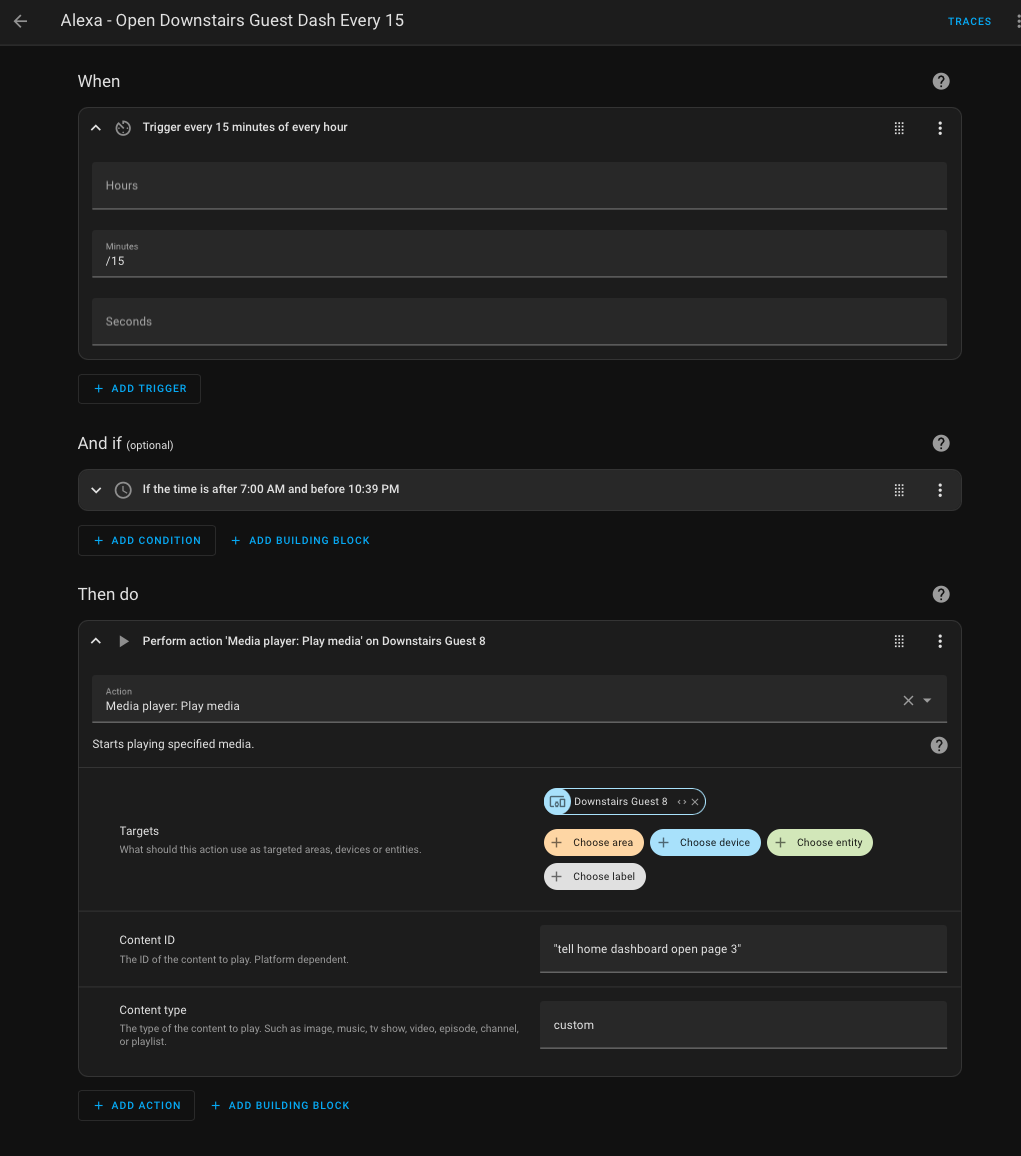 Alexa - Open Downstairs Guest Dash Every 15
TRACES
When
Trigger every 15 minutes of every hour
Hours
Minutes
/15
Seconds
ADD TRIGGER
And if (optional)
If the time is after 7:00 AM and before 10:39 PM
ADD CONDITION
ADD BUILDING BLOCK
Then do
Perform action 'Media player: Play media' on Downstairs Guest 8
Action
Media player: Play media
Starts playing specified media.
Targets
What should this action use as targeted areas, devices or entities.
Downstairs Guest 8
Choose area
Choose device
Choose entity
Choose label
Content ID
The ID of the content to play. Platform dependent.
"tell home dashboard open page 3"
Content type
The type of the content to play. Such as image, music, tv show, video, episode, channel,
or playlist.
custom
ADD ACTION
ADD BUILDING BLOCK